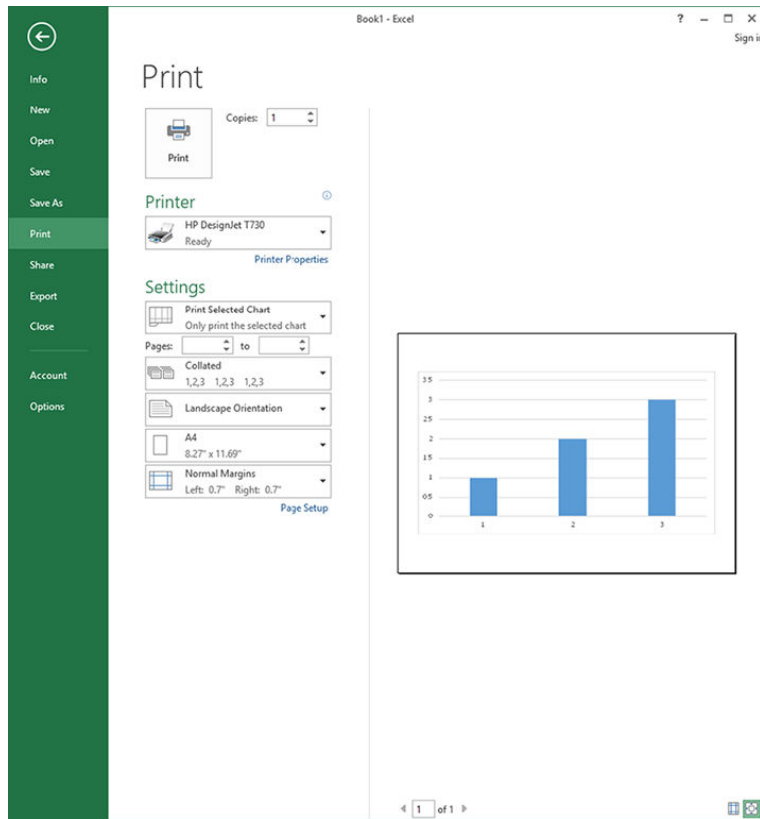 Book1 - Excel
?
Sign in
Info
New
Open
Save
Save As
Print
Share
Export
Close
Account
Options
Print
Print
Copies: 1
Printer
HP DesignJet T730
Ready
Printer Properties
Settings
Print Selected Chart
Only print the selected chart
Pages: to
Collated
1,2,3 1,2,3 1,2,3
Landscape Orientation
A4
8.27" x 11.69"
Normal Margins
Left: 0.7" Right: 0.7"
Page Setup
3.5
3
2.5
2
1.5
1
0.5
0
1 2 3
1 of 1